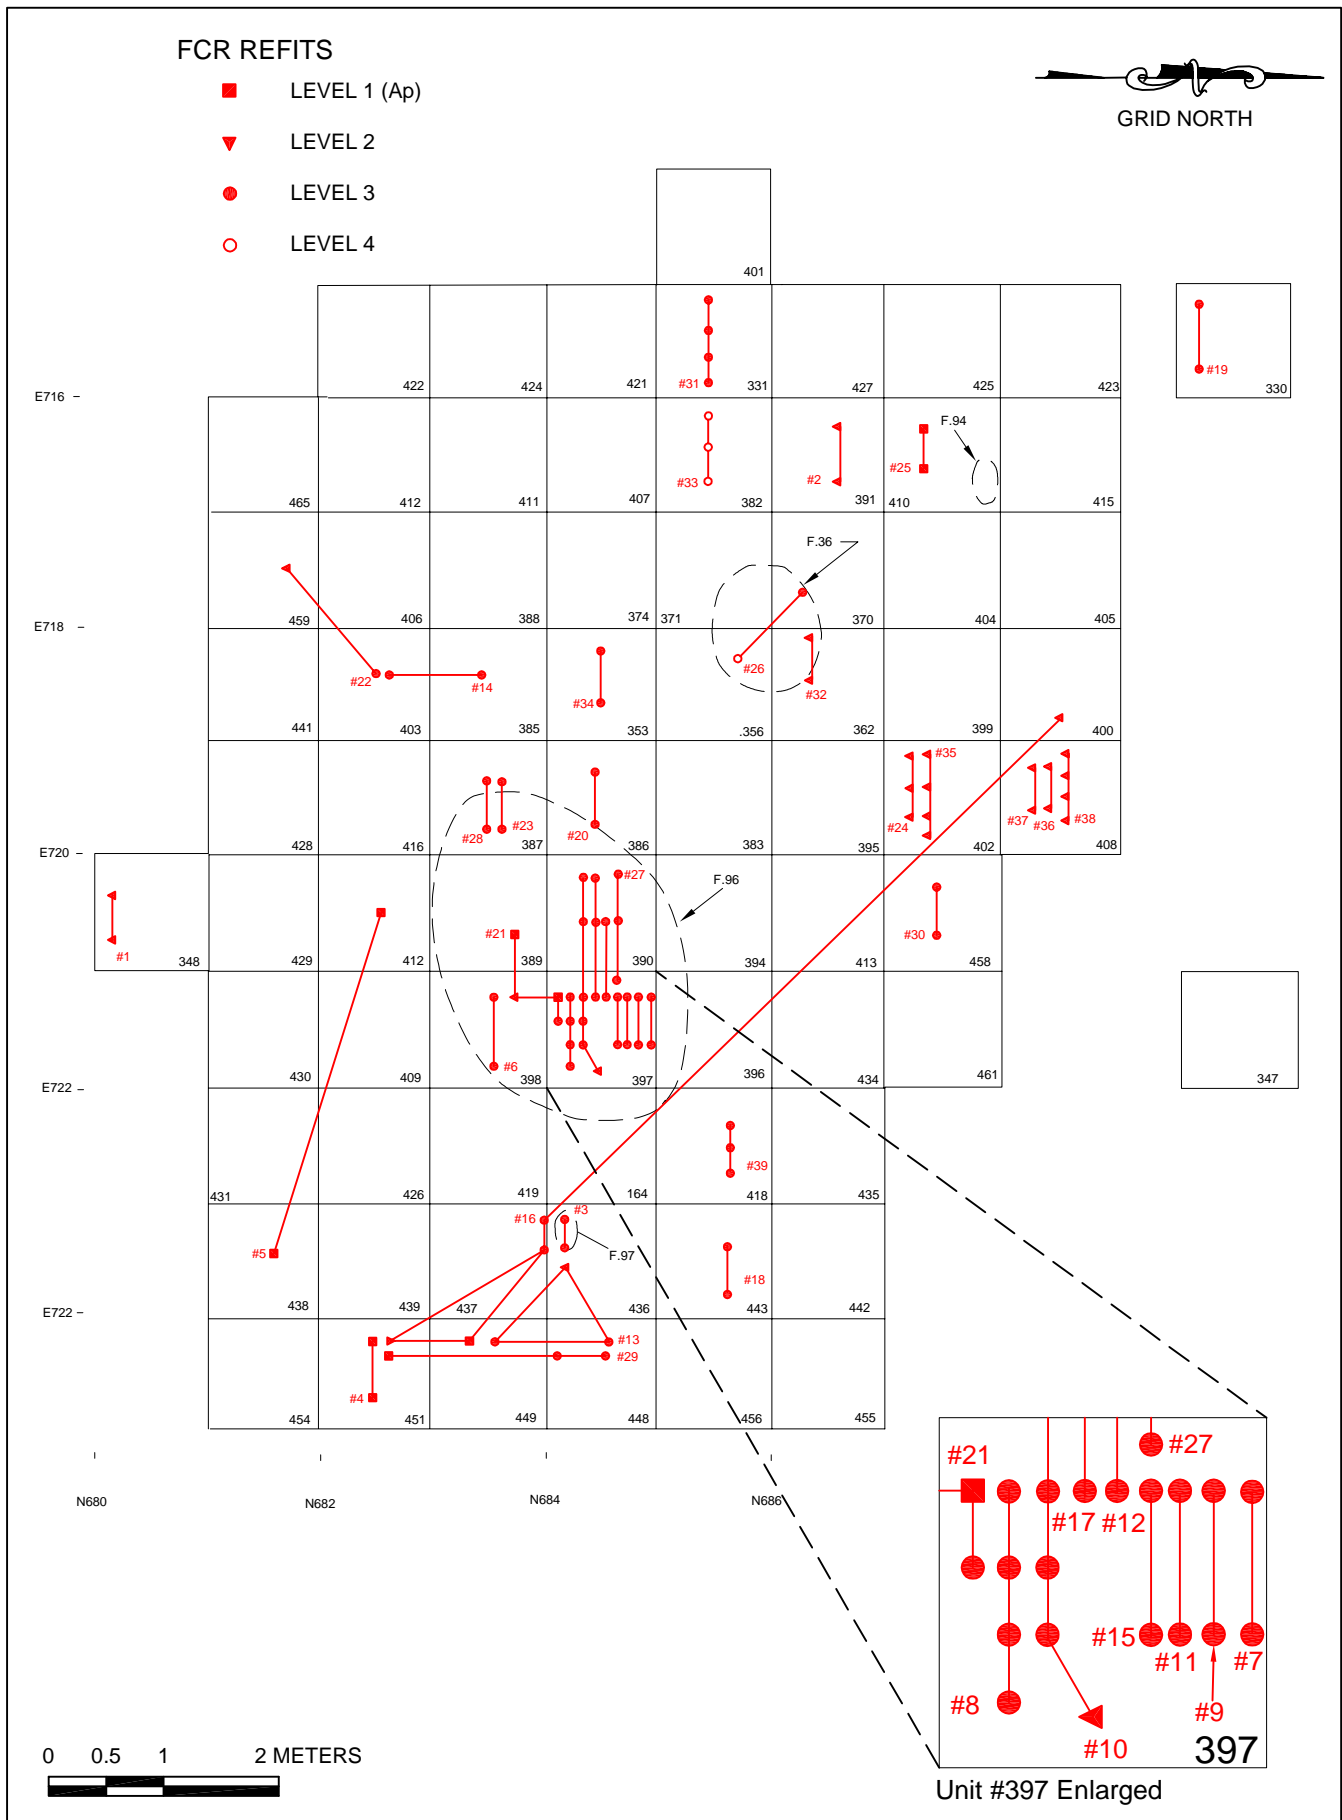 FCR REFITS
LEVEL 1 (Ap)
LEVEL 2
LEVEL 3
LEVEL 4
GRID NORTH
401
422 424 421 #31 331 427 425 423 #19 330
E716
F.94
#33 #2 #25
465 412 411 407 382 391 410 415
F.36
E718
459 406 388 374 371 370 404 405
#22 #14 #34 #26 #32
441 403 385 353 .356 362 399 400
#35
#28 #23 #20 #24 #37 #36 #38
E720
428 416 387 386 383 395 402 408
#27 F.96
#21 #30
#1 348 429 412 389 390 394 413 458
#6
430 409 398 397 396 434 461 347
E722
#39
431 426 419 164 418 435
#16 #3
#5 F.97
#18
E722
438 439 437 436 443 442
#13
#29
#4
454 451 449 448 456 455
N680 N682 N684 N686
#21 #27
#17 #12
#15 #11 #7
#8 #9
#10 397
Unit #397 Enlarged
0 0.5 1 2 METERS